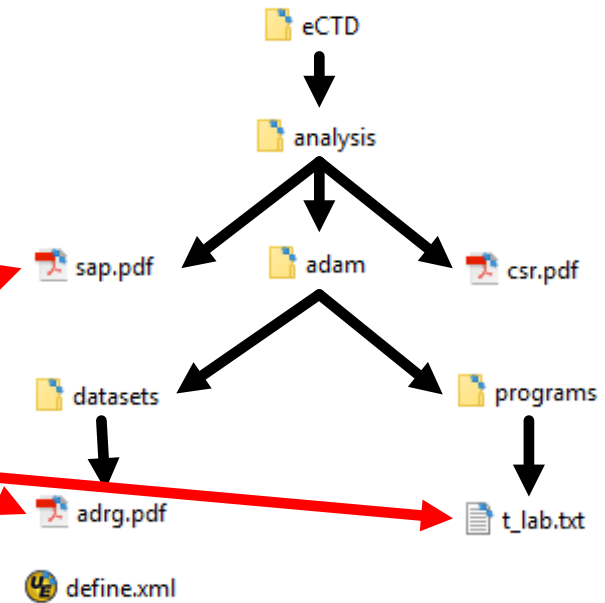 eCTD
analysis
sap.pdf
adam
csr.pdf
datasets
programs
adrg.pdf
t_lab.txt
define.xml